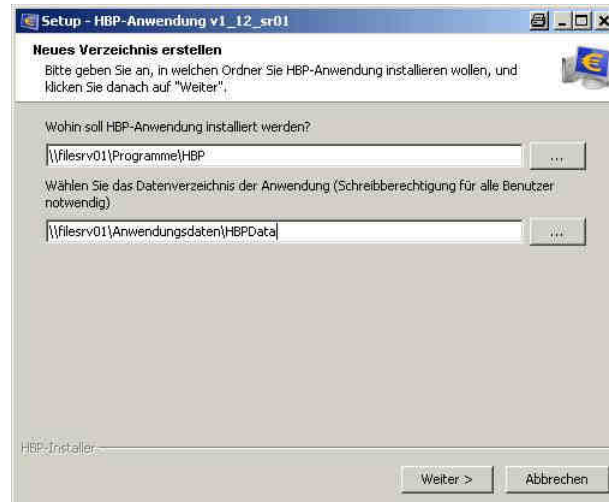 Setup - HBP-Anwendung v1_12_sr01
Neues Verzeichnis erstellen
Bitte geben Sie an, in welchen Ordner Sie HBP-Anwendung installieren wollen, und
klicken Sie danach auf "Weiter".
Wohin soll HBP-Anwendung installiert werden?
\\filesrv01\Programme\HBP
...
Wählen Sie das Datenverzeichnis der Anwendung (Schreibberechtigung für alle Benutzer
notwendig)
\\filesrv01\Anwendungsdaten\HBPData
...
HBP-Installer
Weiter >
Abbrechen